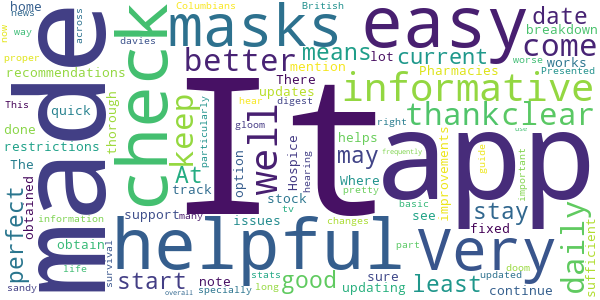 home
news
now
way
proper
Columbians
British
across
davies
masks
easy
date
breakdown
come
works
Presented
worse
made
check
better
means
current
lot
mention
Pharmacies
recommendations
There
updates
digest
hear
gloom
This
quick
done
restrictions
thorough
keep
It
app
informative
thank
clear
right
hearing
particularly
The
perfect
obtained
At
track
well
option
Hospice
Where
helps
may
pretty
basic
see
stay
improvements
guide
fixed
important
use
daily
sufficient
information
obtain
life
support
many
issues
stock
tv
changes
frequently
part
helpful
very
sandy
survival
start
note
specially
overall
good
stats
long
sure
updating
doom
least
updated
continue